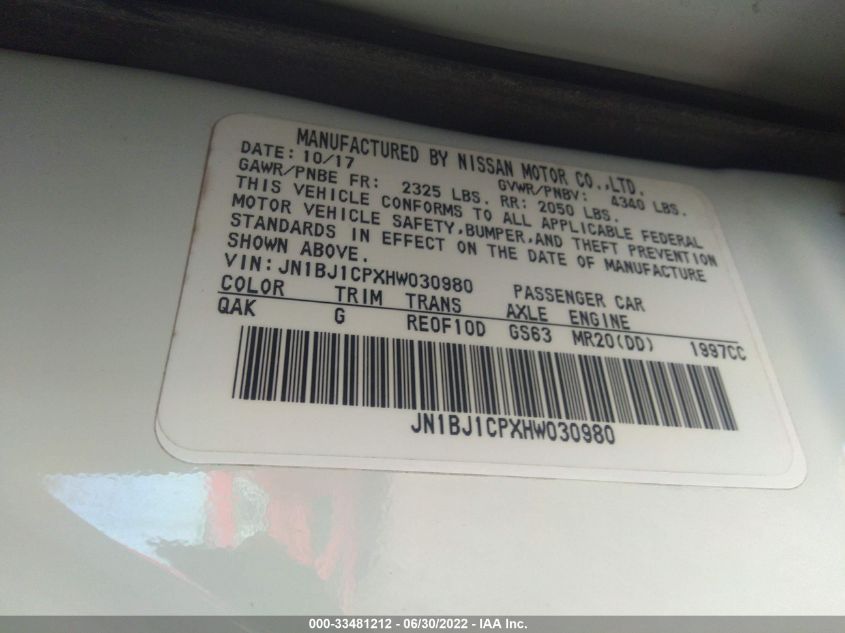 MANUFACTURED BY NISSAN MOTOR CO.,LTD.
DATE: 10/17 GVWR/PNBV: 4340 LBS.
GAWR/PNBE FR: 2325 LBS. RR: 2050 LBS.
THIS VEHICLE CONFORMS TO ALL APPLICABLE FEDERAL
MOTOR VEHICLE SAFETY,BUMPER,AND THEFT PREVENTION
STANDARDS IN EFFECT ON THE DATE OF MANUFACTURE
SHOWN ABOVE.
VIN:JN1BJ1CPXHW030980 PASSENGER CAR
COLOR TRIM TRANS AXLE ENGINE
QAK G RE0F10D GS63 MR20(DD) 1997CC
JN1BJ1CPXHW030980
000-33481212 - 06/30/2022 - IAA Inc.